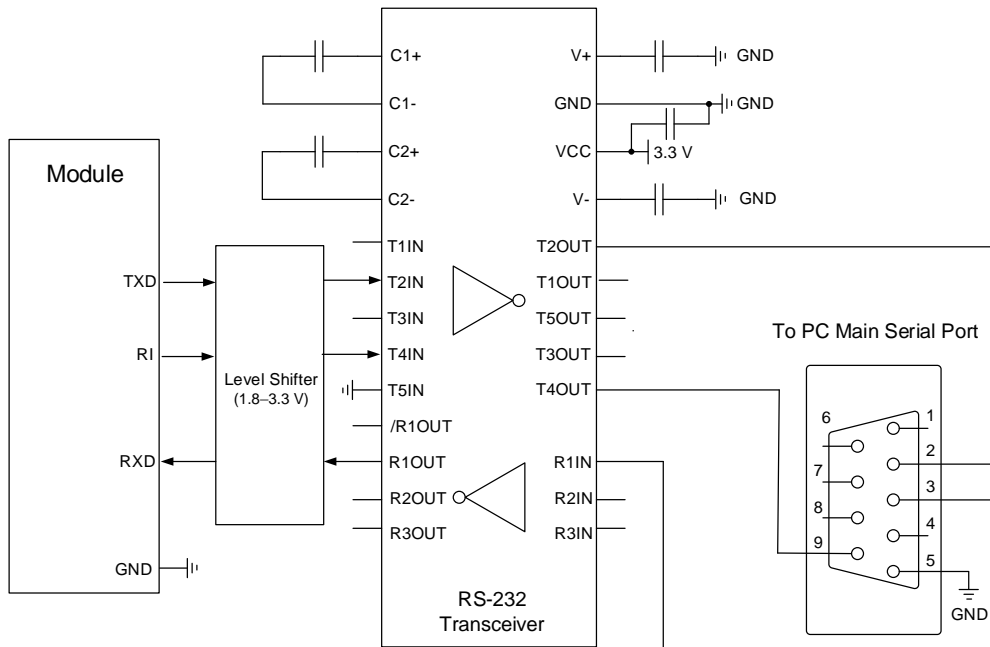 Module
TXD
RI
RXD
GND
Level Shifter
(1.8–3.3 V)
C1+
C1-
C2+
C2-
T1IN
T2IN
T3IN
T4IN
T5IN
/R1OUT
R1OUT
R2OUT
R3OUT
V+
GND
VCC
V-
T2OUT
T1OUT
T5OUT
T3OUT
T4OUT
R1IN
R2IN
R3IN
RS-232
Transceiver
GND
GND
3.3 V
GND
To PC Main Serial Port
6
7
8
9
1
2
3
4
5
GND